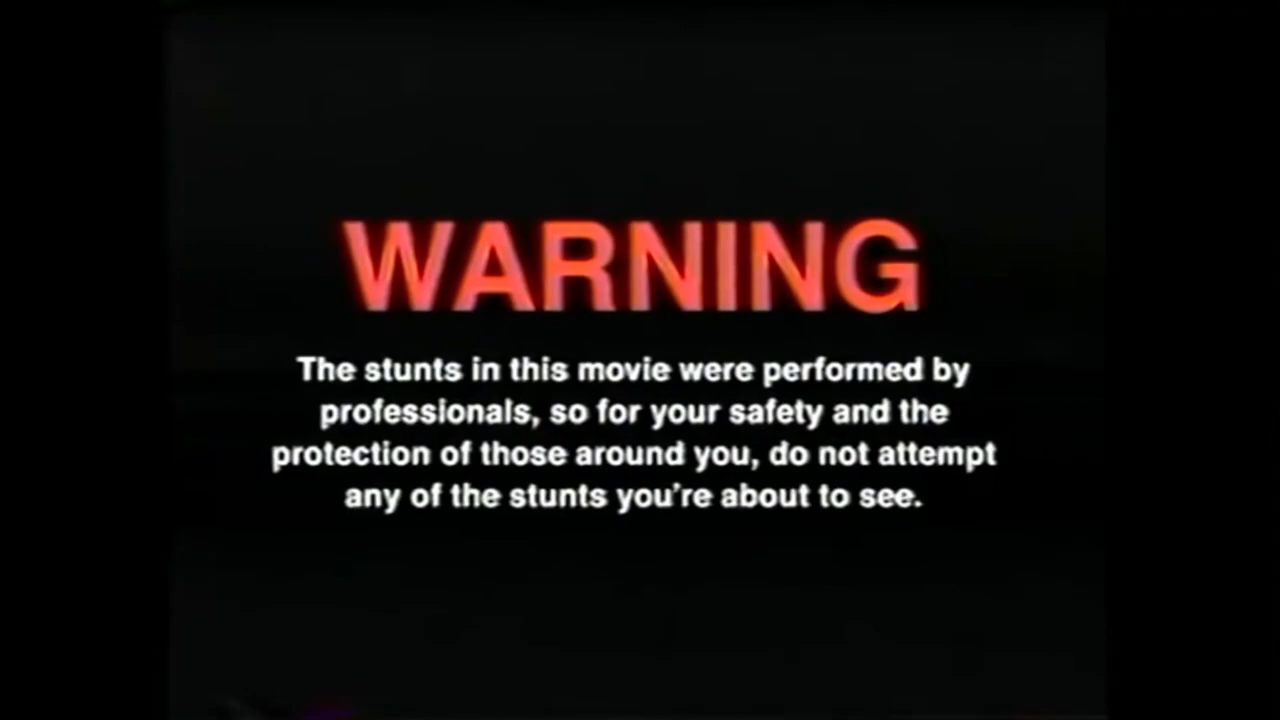 WARNING
The stunts in this movie were performed by
professionals, so for your safety and the
protection of those around you, do not attempt
any of the stunts you're about to see.